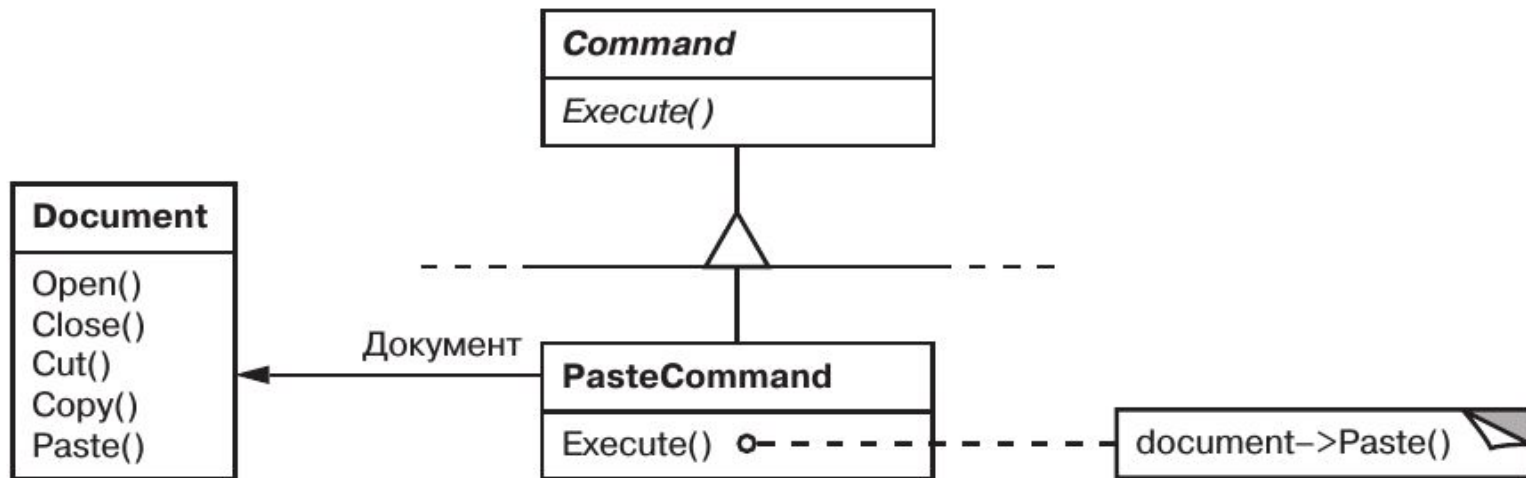 Command
Execute()
Document
Open()
Close()
Cut()
Copy()
Paste()
Документ
PasteCommand
Execute()
document–>Paste()